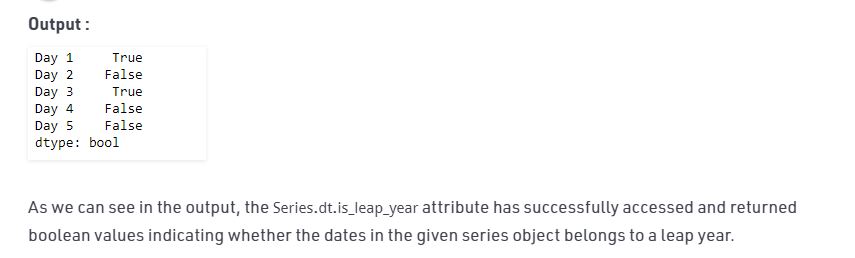 Output :
Day 1     True
Day 2    False
Day 3     True
Day 4    False
Day 5    False
dtype: bool
As we can see in the output, the Series.dt.is_leap_year attribute has successfully accessed and returned
boolean values indicating whether the dates in the given series object belongs to a leap year.